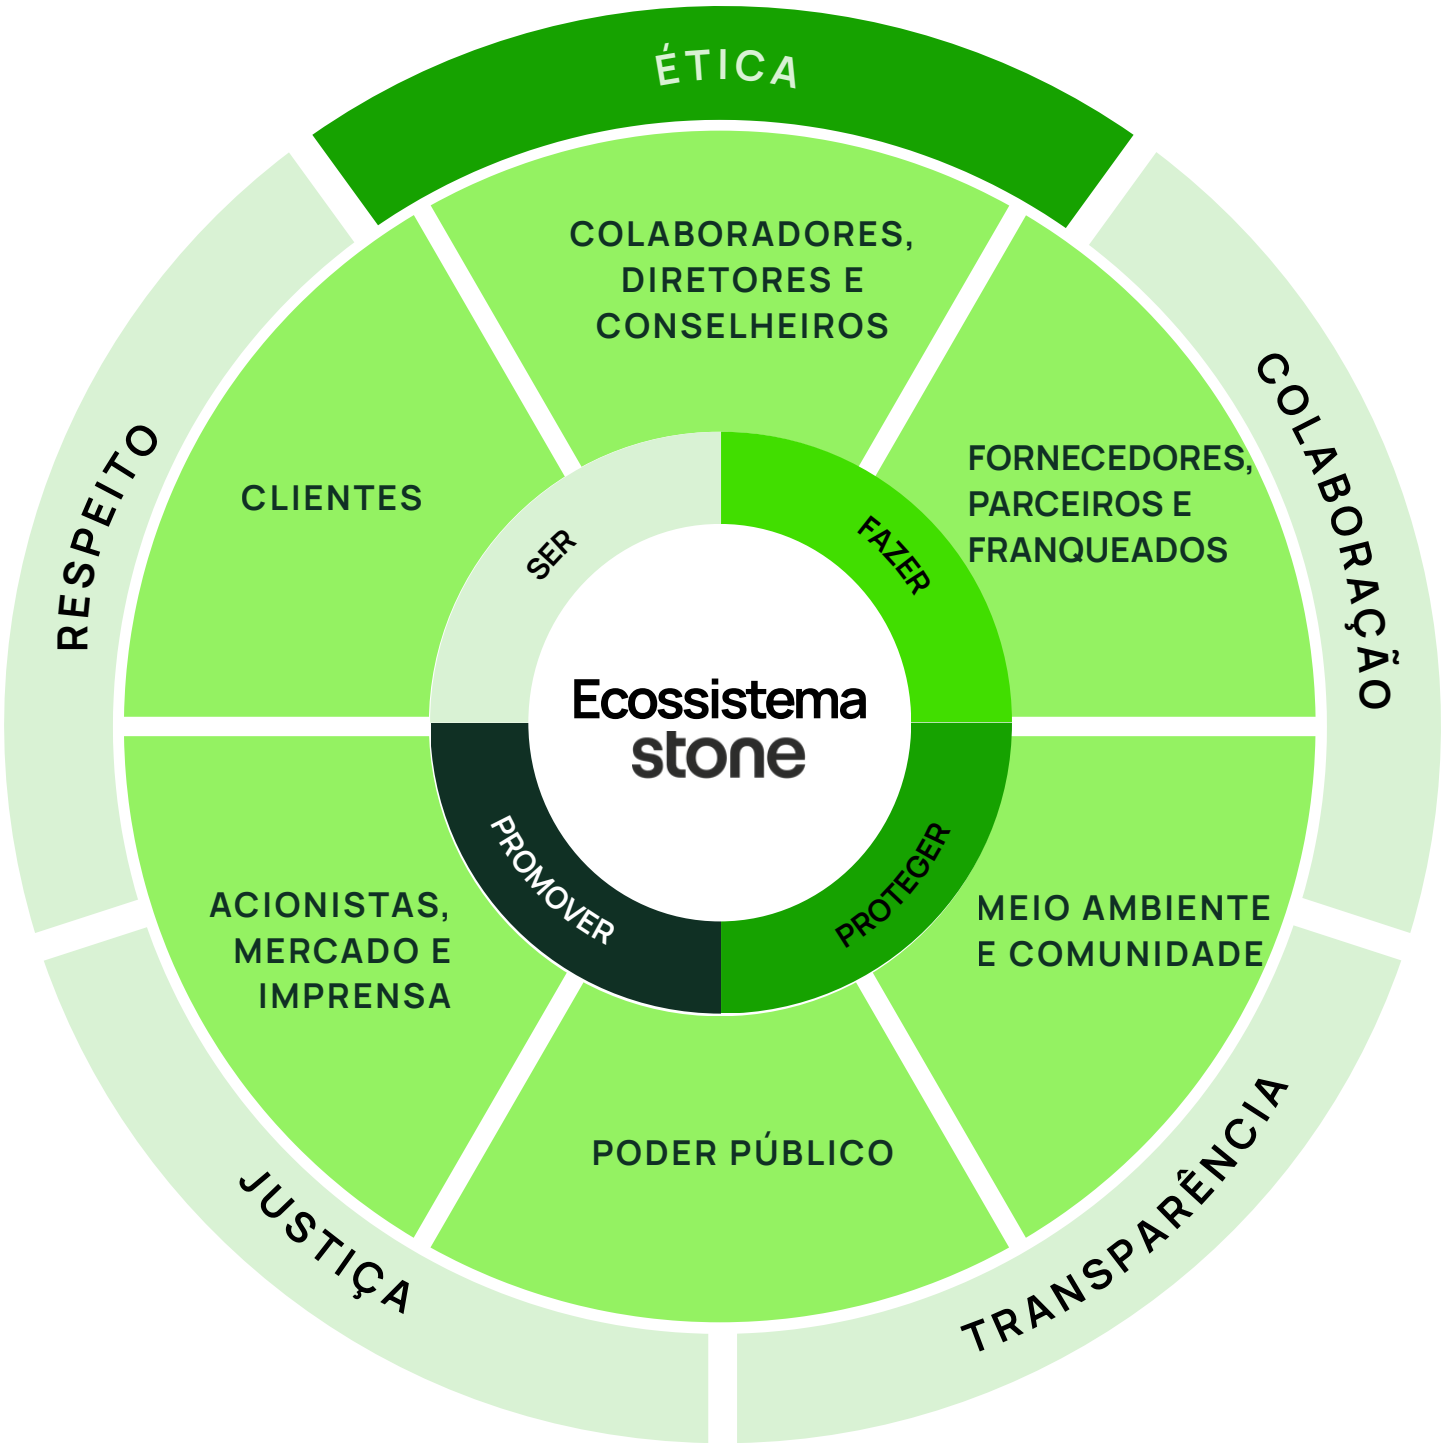 ÉTICA
COLABORADORES,
DIRETORES E
CONSELHEIROS
COLABORAÇÃO
RESPEITO
FORNECEDORES,
PARCEIROS E
FRANQUEADOS
CLIENTES
SER
FAZER
Ecossistema
stone
PROMOVER
PROTEGER
ACIONISTAS,
MERCADO E
IMPRENSA
MEIO AMBIENTE
E COMUNIDADE
PODER PÚBLICO
JUSTIÇA
TRANSPARÊNCIA